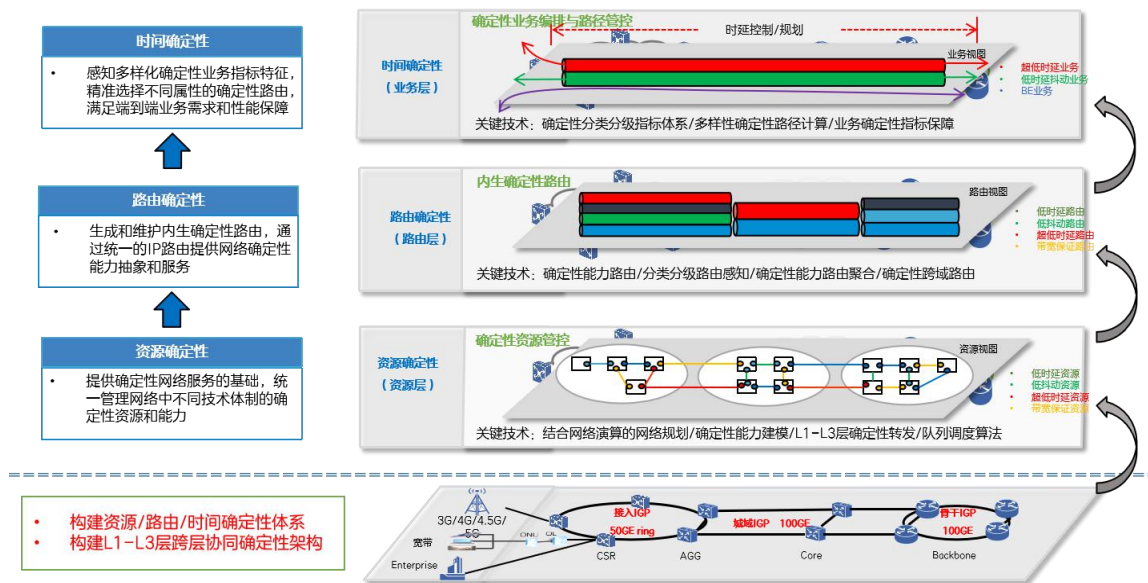 时间确定性
• 感知多样化确定性业务指标特征，
精准选择不同属性的确定性路由，
满足端到端业务需求和性能保障
路由确定性
• 生成和维护内生确定性路由，通
过统一的IP路由提供网络确定性
能力抽象和服务
资源确定性
• 提供确定性网络服务的基础，统
一管理网络中不同技术体制的确
定性资源和能力
时间确定性
（业务层）
确定性业务编排与路径管控
时延控制/规划
业务视图
• 超低时延业务
• 低时延抖动业务
• BE业务
关键技术：确定性分类分级指标体系/多样性确定性路径计算/业务确定性指标保障
路由确定性
（路由层）
内生确定性路由
路由视图
• 低时延路由
• 低抖动路由
• 超低时延路由
• 带宽保证路由
关键技术：确定性能力路由/分类分级路由感知/确定性能力路由聚合/确定性跨域路由
资源确定性
（资源层）
确定性资源管控
资源视图
• 低时延资源
• 低抖动资源
• 超低时延资源
• 带宽保证资源
关键技术：结合网络演算的网络规划/确定性能力建模/L1-L3层确定性转发/队列调度算法
• 构建资源/路由/时间确定性体系
• 构建L1-L3层跨层协同确定性架构
3G/4G/4.5G/
5G
宽带
ONU
OL
Enterprise
接入IGP
50GE ring
CSR
AGG
城域IGP 100GE
Core
骨干IGP
100GE
Backbone